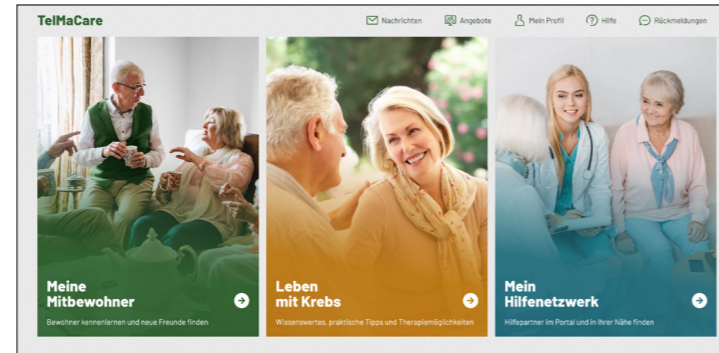 TelMaCare
Nachrichten
Angebote
Mein Profil
Hilfe
Rückmeldungen
Meine
Mitbewohner
Bewohner kennenlernen und neue Freunde finden
Leben
mit Krebs
Wissenswertes, praktische Tipps und Therapiemöglichkeiten
Mein
Hilfenetzwerk
Hilfepartner im Portal und in Ihrer Nähe finden